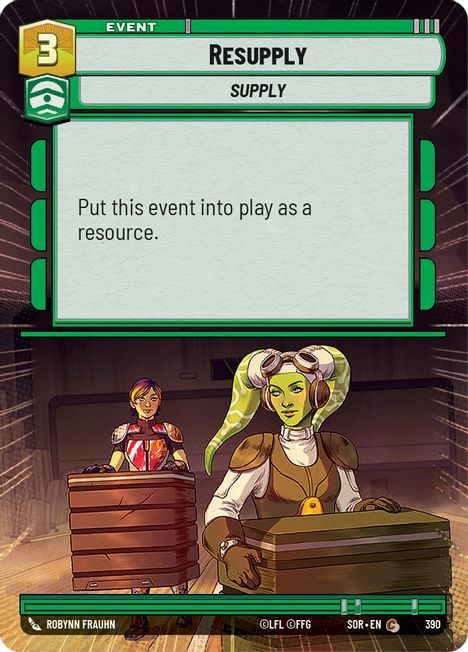 EVENT
3
RESUPPLY
SUPPLY
Put this event into play as a
resource.
ROBYNN FRAUHN ©LFL ©FFG SOR • EN C 390